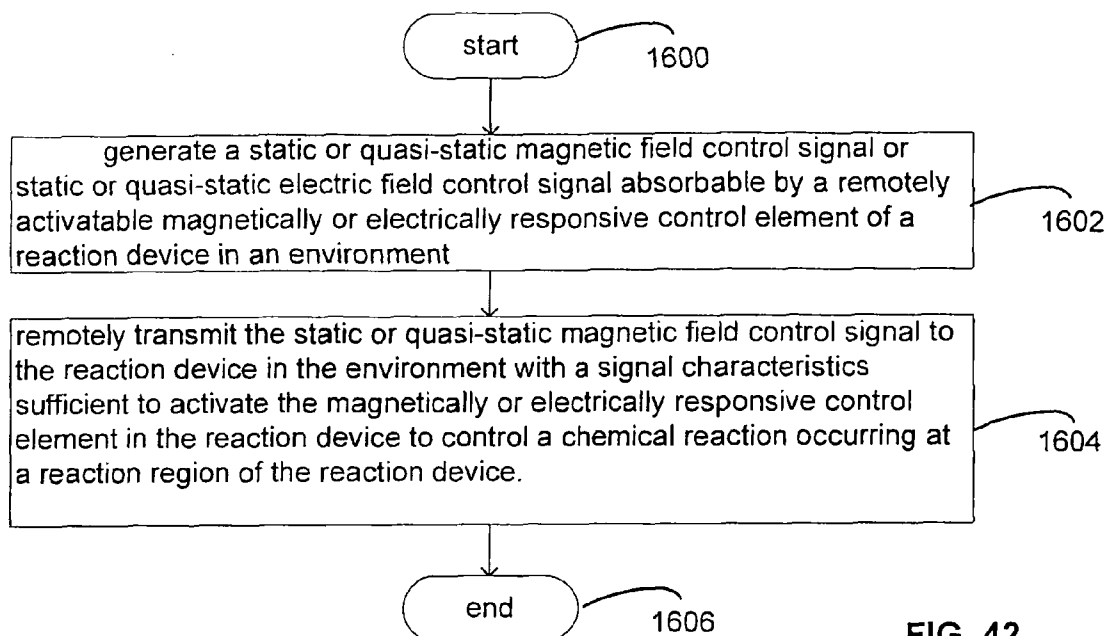 start
1600
generate a static or quasi-static magnetic field control signal or
static or quasi-static electric field control signal absorbable by a remotely
activatable magnetically or electrically responsive control element of a
reaction device in an environment
1602
remotely transmit the static or quasi-static magnetic field control signal to
the reaction device in the environment with a signal characteristics
sufficient to activate the magnetically or electrically responsive control
element in the reaction device to control a chemical reaction occurring at
a reaction region of the reaction device.
1604
end
1606
FIG. 42